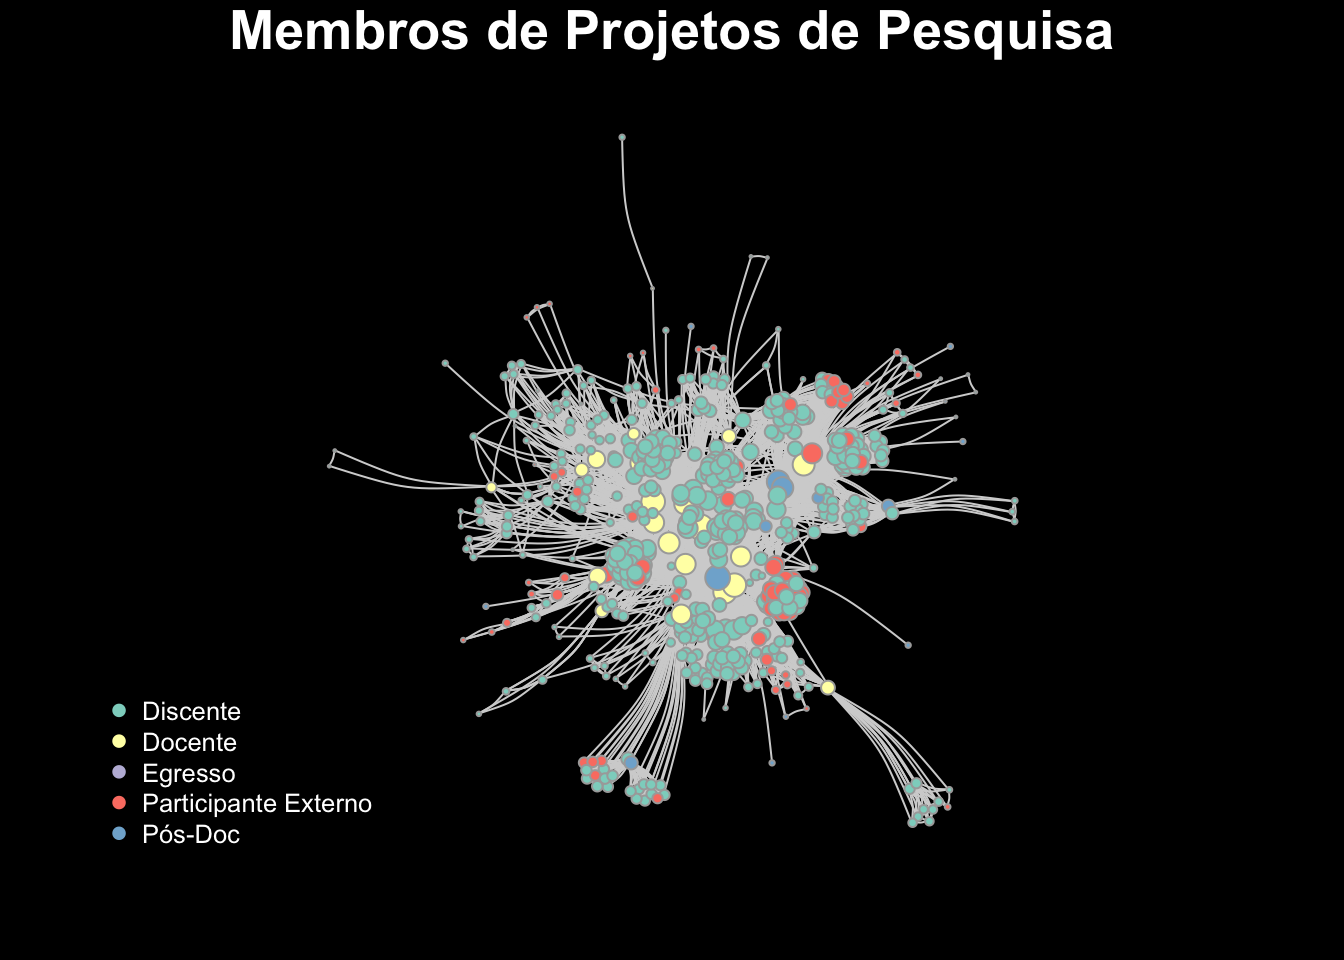 Membros de Projetos de Pesquisa
Discente
Docente
Egresso
Participante Externo
Pós-Doc